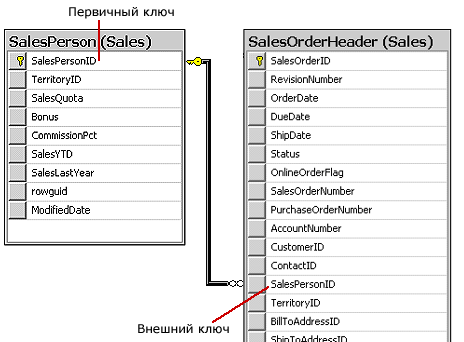 Первичный ключ
SalesPerson (Sales)
SalesPersonID
TerritoryID
SalesQuota
Bonus
CommissionPct
SalesYTD
SalesLastYear
rowguid
ModifiedDate
SalesOrderHeader (Sales)
SalesOrderID
RevisionNumber
OrderDate
DueDate
ShipDate
Status
OnlineOrderFlag
SalesOrderNumber
PurchaseOrderNumber
AccountNumber
CustomerID
ContactID
SalesPersonID
TerritoryID
BillToAddressID
ShipToAddressID
Внешний ключ